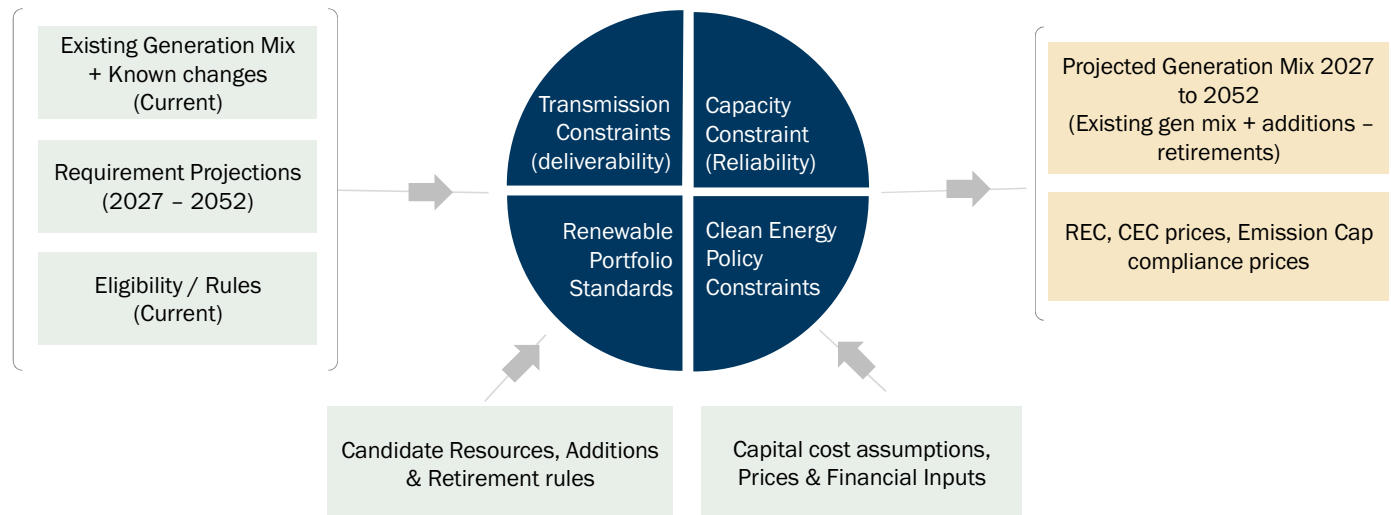 Existing Generation Mix
+ Known changes
(Current)
Requirement Projections
(2027 – 2052)
Eligibility / Rules
(Current)
Transmission
Constraints
(deliverability)
Capacity
Constraint
(Reliability)
Renewable
Portfolio
Standards
Clean Energy
Policy
Constraints
Candidate Resources, Additions
& Retirement rules
Capital cost assumptions,
Prices & Financial Inputs
Projected Generation Mix 2027
to 2052
(Existing gen mix + additions –
retirements)
REC, CEC prices, Emission Cap
compliance prices